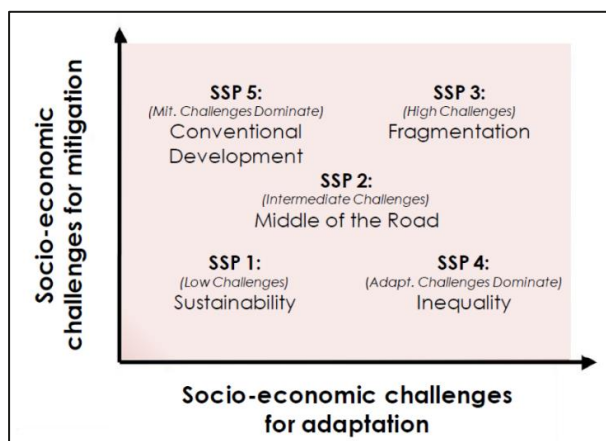 Socio-economic
challenges for mitigation
SSP 5:
(Mit. Challenges Dominate)
Conventional
Development
SSP 3:
(High Challenges)
Fragmentation
SSP 2:
(Intermediate Challenges)
Middle of the Road
SSP 1:
(Low Challenges)
Sustainability
SSP 4:
(Adapt. Challenges Dominate)
Inequality
Socio-economic challenges
for adaptation